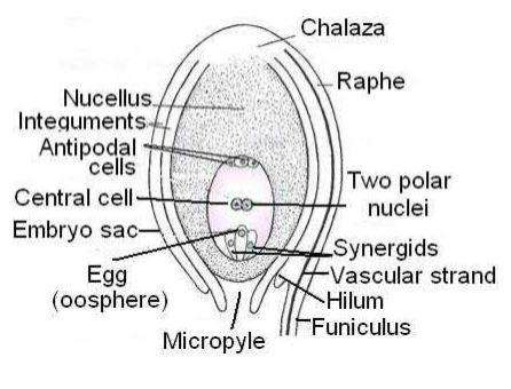 Chalaza
Raphe
Nucellus
Integuments
Antipodal
cells
Central cell
Two polar
nuclei
Embryo sac
Synergids
Egg
(oosphere)
Vascular strand
Hilum
Funiculus
Micropyle